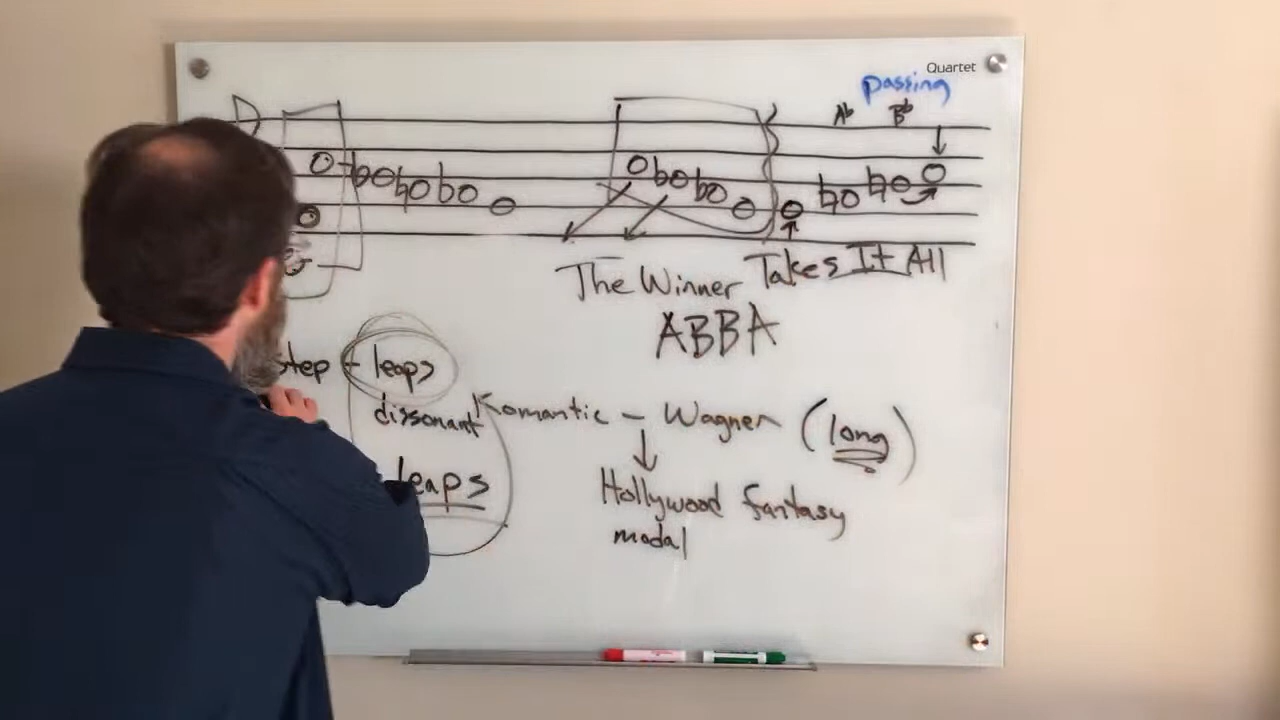 Quartet
passing
Ab Bb
The Winner Takes It All
ABBA
step + leaps
dissonant
leaps
Romantic – Wagner (long)
Hollywood fantasy
modal